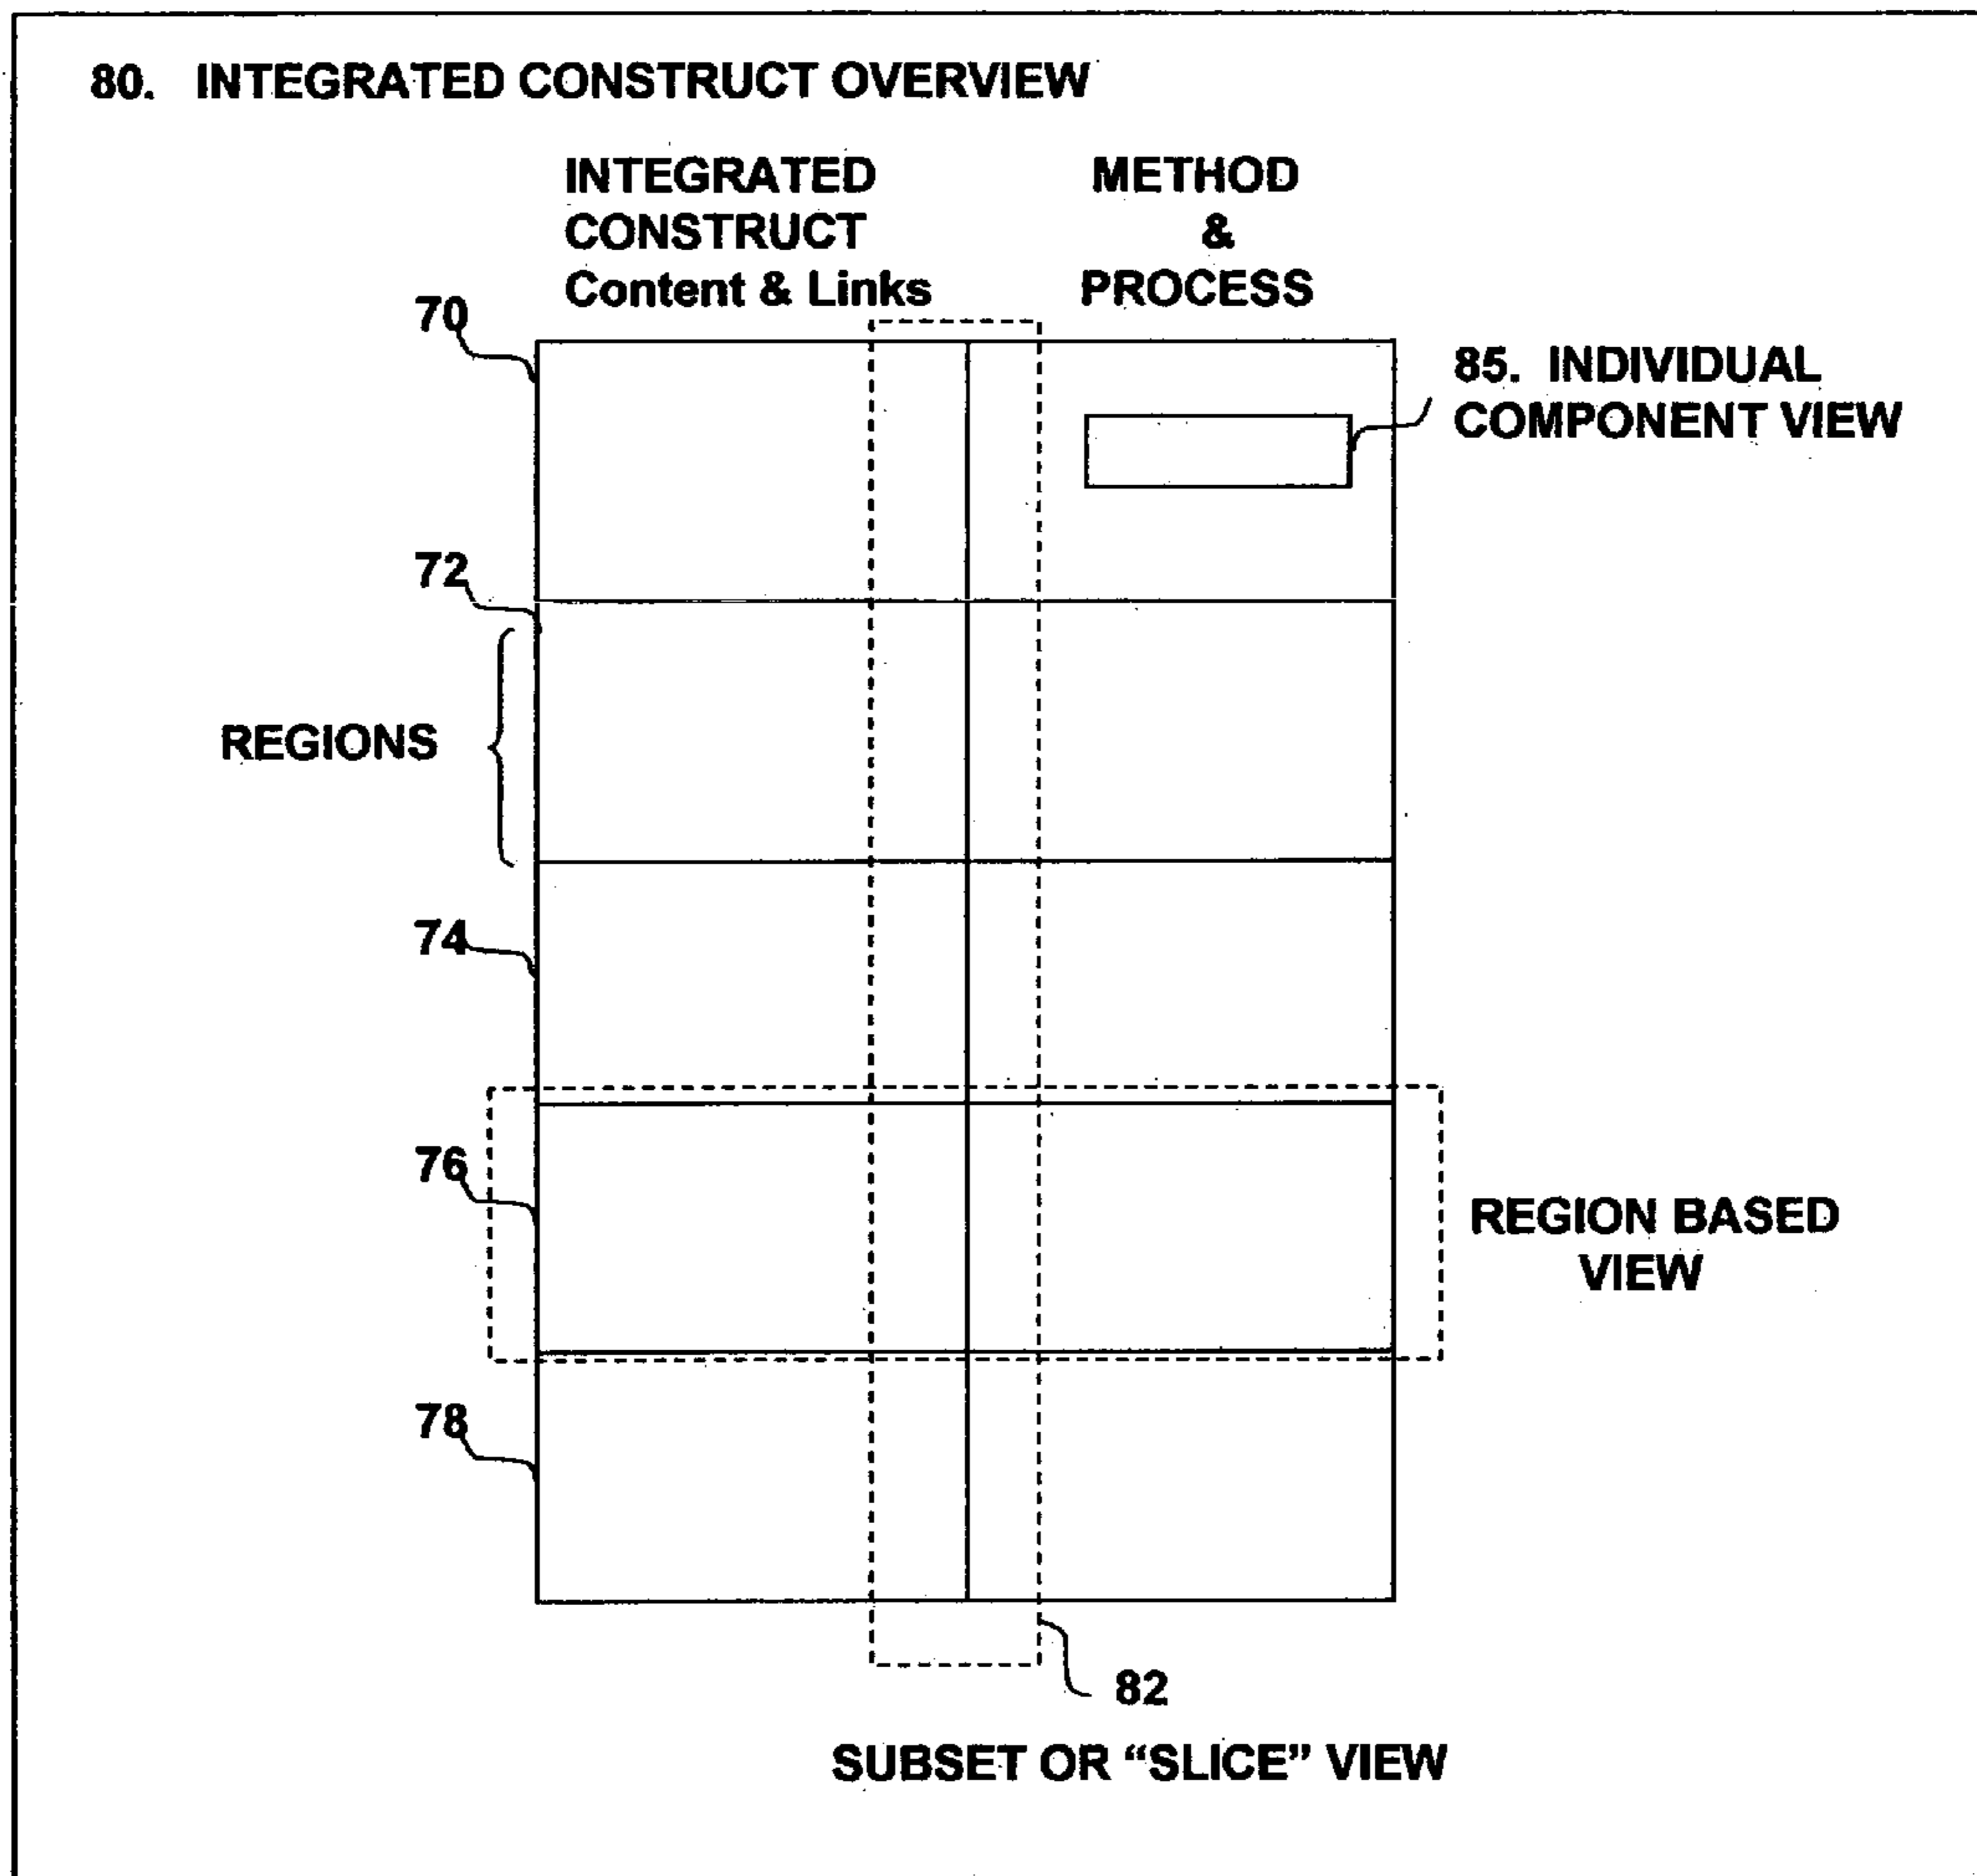 80. INTEGRATED CONSTRUCT OVERVIEW
INTEGRATED
CONSTRUCT
Content & Links
METHOD
&
PROCESS
70
85. INDIVIDUAL
COMPONENT VIEW
72
REGIONS
74
76
REGION BASED
VIEW
78
82
SUBSET OR “SLICE” VIEW